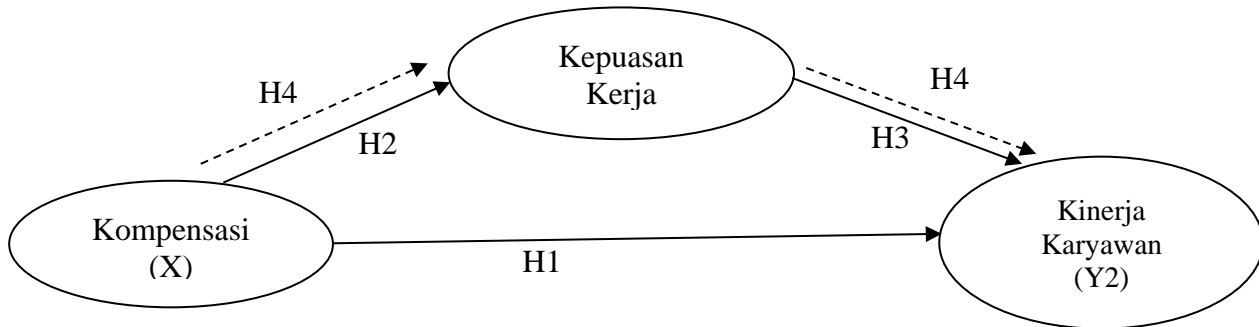 Kepuasan
Kerja
H4
H4
H2
H3
Kompensasi
(X)
Kinerja
Karyawan
(Y2)
H1